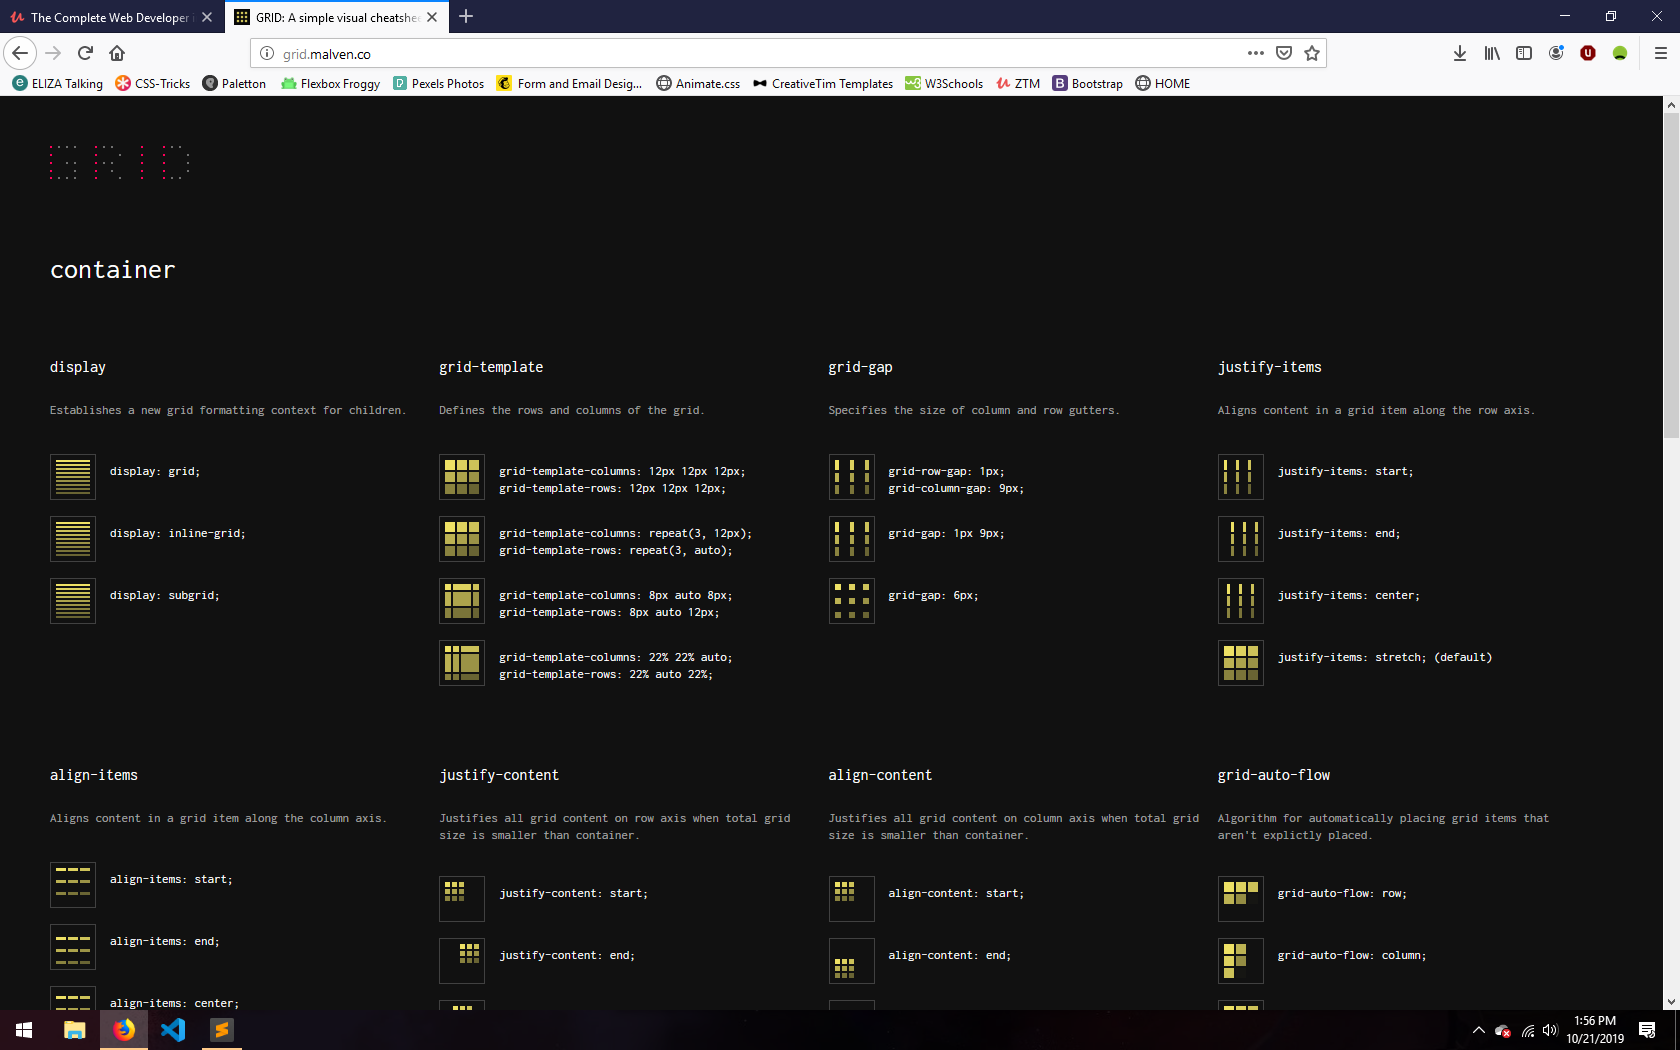 The Complete Web Developer i
GRID: A simple visual cheatshee
grid.malven.co
ELIZA Talking
CSS-Tricks
Paletton
Flexbox Froggy
Pexels Photos
Form and Email Desig...
Animate.css
CreativeTim Templates
W3Schools
ZTM
Bootstrap
HOME
GRID
container
display
Establishes a new grid formatting context for children.
display: grid;
display: inline-grid;
display: subgrid;
grid-template
Defines the rows and columns of the grid.
grid-template-columns: 12px 12px 12px;
grid-template-rows: 12px 12px 12px;
grid-template-columns: repeat(3, 12px);
grid-template-rows: repeat(3, auto);
grid-template-columns: 8px auto 8px;
grid-template-rows: 8px auto 12px;
grid-template-columns: 22% 22% auto;
grid-template-rows: 22% auto 22%;
grid-gap
Specifies the size of column and row gutters.
grid-row-gap: 1px;
grid-column-gap: 9px;
grid-gap: 1px 9px;
grid-gap: 6px;
justify-items
Aligns content in a grid item along the row axis.
justify-items: start;
justify-items: end;
justify-items: center;
justify-items: stretch; (default)
align-items
Aligns content in a grid item along the column axis.
align-items: start;
align-items: end;
align-items: center;
justify-content
Justifies all grid content on row axis when total grid
size is smaller than container.
justify-content: start;
justify-content: end;
align-content
Justifies all grid content on column axis when total grid
size is smaller than container.
align-content: start;
align-content: end;
grid-auto-flow
Algorithm for automatically placing grid items that
aren't explictly placed.
grid-auto-flow: row;
grid-auto-flow: column;
1:56 PM
10/21/2019